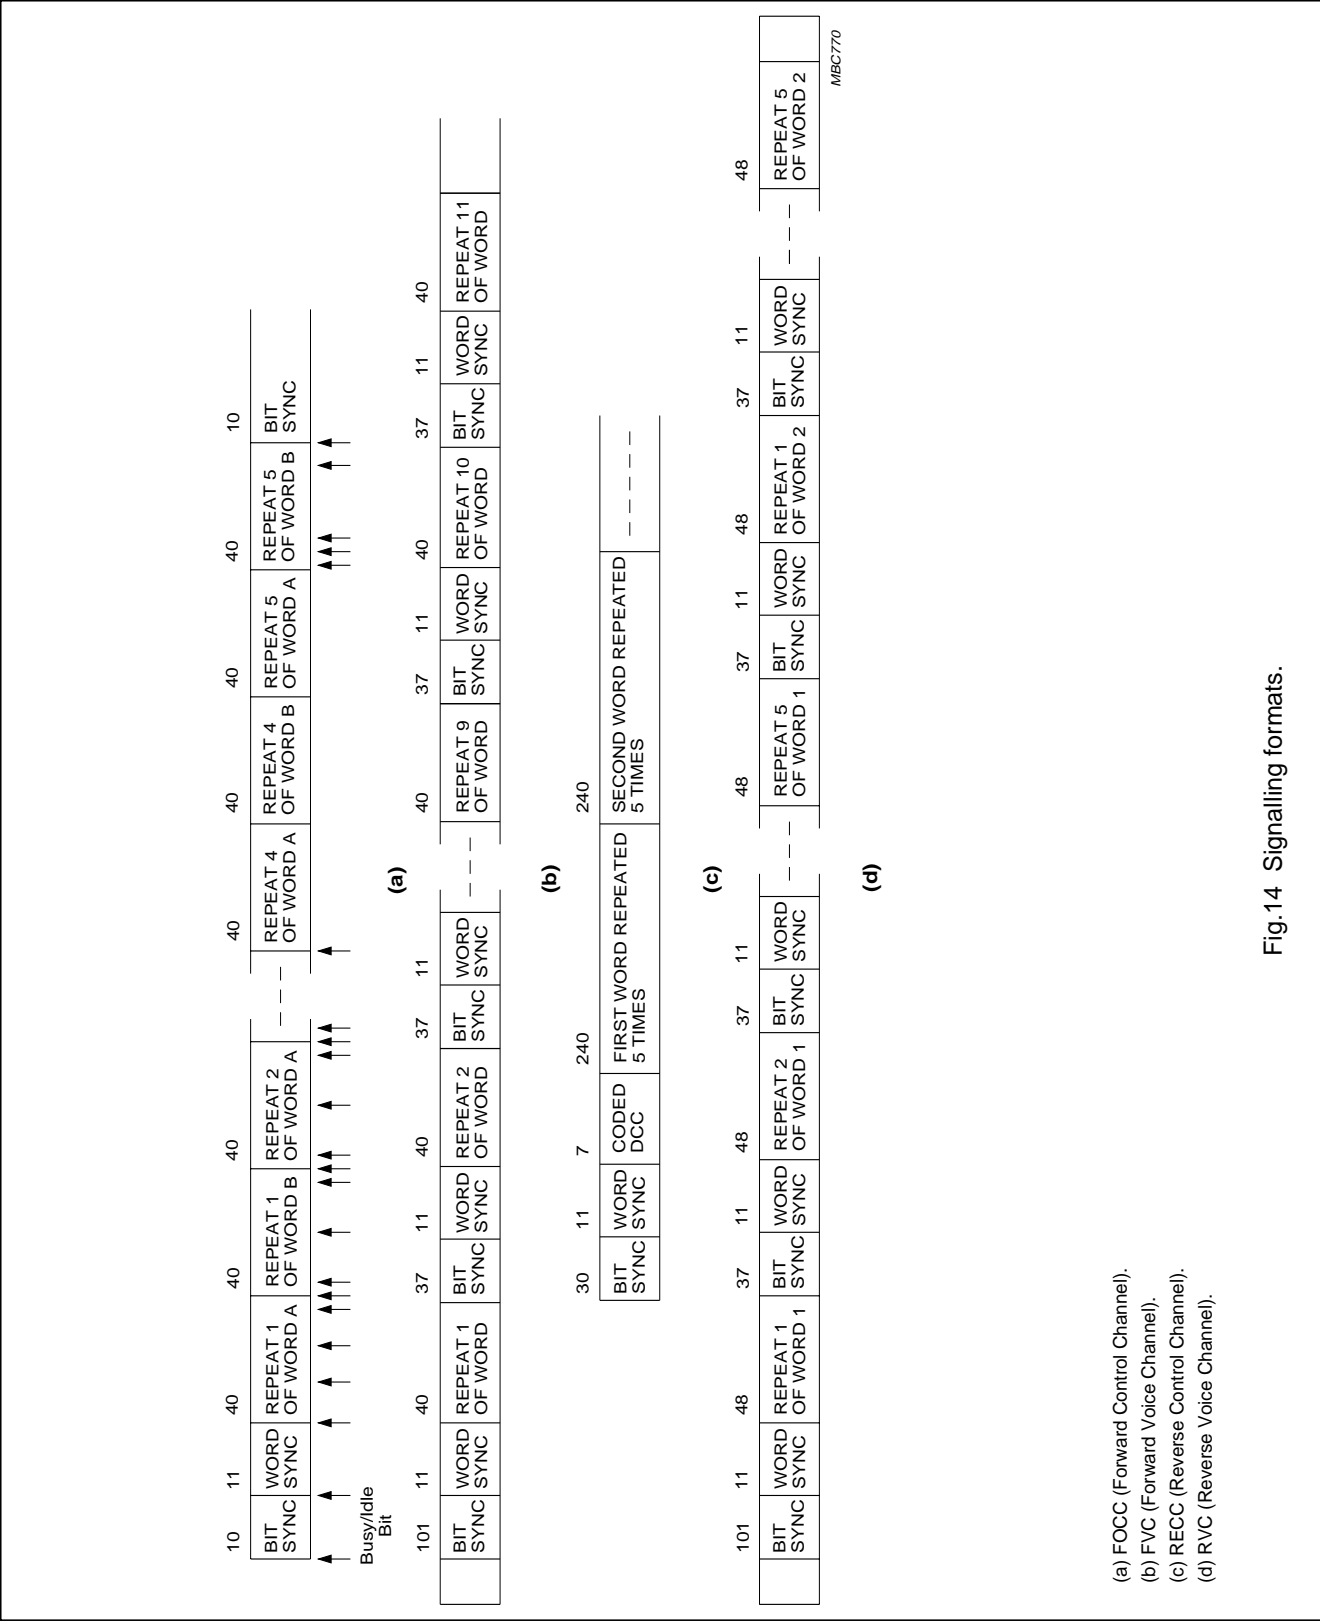 10 11 40 40 40 40 40 40 40 10
BIT SYNC
WORD SYNC
REPEAT 1 OF WORD A
REPEAT 1 OF WORD B
REPEAT 2 OF WORD A
REPEAT 4 OF WORD A
REPEAT 4 OF WORD B
REPEAT 5 OF WORD A
REPEAT 5 OF WORD B
BIT SYNC
Busy/Idle
Bit
(a)
101 11 40 37 11 40 37 11 40 37 11 40 37 11 40
BIT SYNC
WORD SYNC
REPEAT 1 OF WORD
BIT SYNC
WORD SYNC
REPEAT 2 OF WORD
BIT SYNC
WORD SYNC
REPEAT 9 OF WORD
BIT SYNC
WORD SYNC
REPEAT 10 OF WORD
BIT SYNC
WORD SYNC
REPEAT 11 OF WORD
(b)
30 11 7 240 240
BIT SYNC
WORD SYNC
CODED DCC
FIRST WORD REPEATED 5 TIMES
SECOND WORD REPEATED 5 TIMES
(c)
101 11 48 37 11 48 37 11 48 37 11 48 37 11 48
BIT SYNC
WORD SYNC
REPEAT 1 OF WORD 1
BIT SYNC
WORD SYNC
REPEAT 2 OF WORD 1
BIT SYNC
WORD SYNC
REPEAT 5 OF WORD 1
BIT SYNC
WORD SYNC
REPEAT 1 OF WORD 2
BIT SYNC
WORD SYNC
REPEAT 5 OF WORD 2
MBC770
(d)
(a) FOCC (Forward Control Channel).
(b) FVC (Forward Voice Channel).
(c) RECC (Reverse Control Channel).
(d) RVC (Reverse Voice Channel).
Fig.14 Signalling formats.